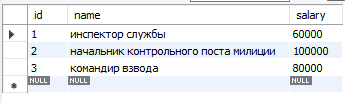 id name salary
1 инспектор службы 60000
2 начальник контрольного поста милиции 100000
3 командир взвода 80000
NULL NULL NULL